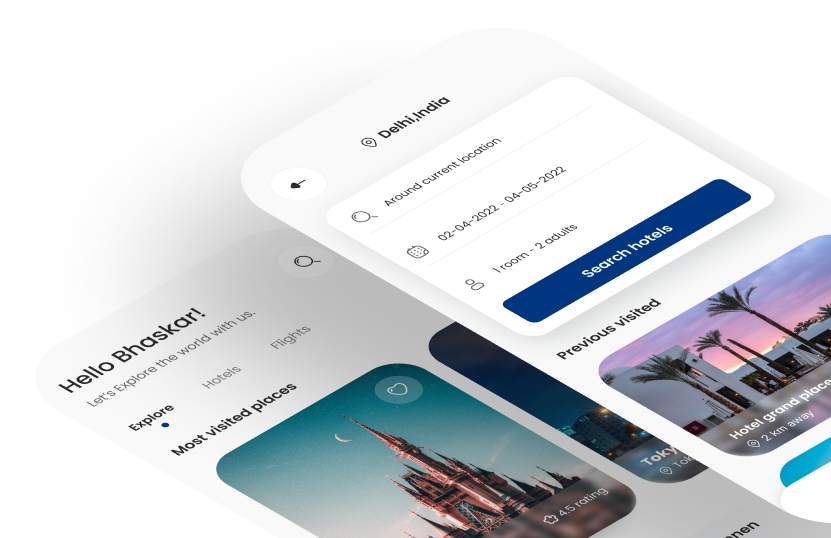 Delhi,India
Around current location
02-04-2022 - 04-05-2022
1 room - 2 adults
Search hotels
Previous visited
Hotel grand place
2 km away
Hello Bhaskar!
Let's Explore the world with us.
Explore
Hotels
Flights
Most visited places
4.5 rating